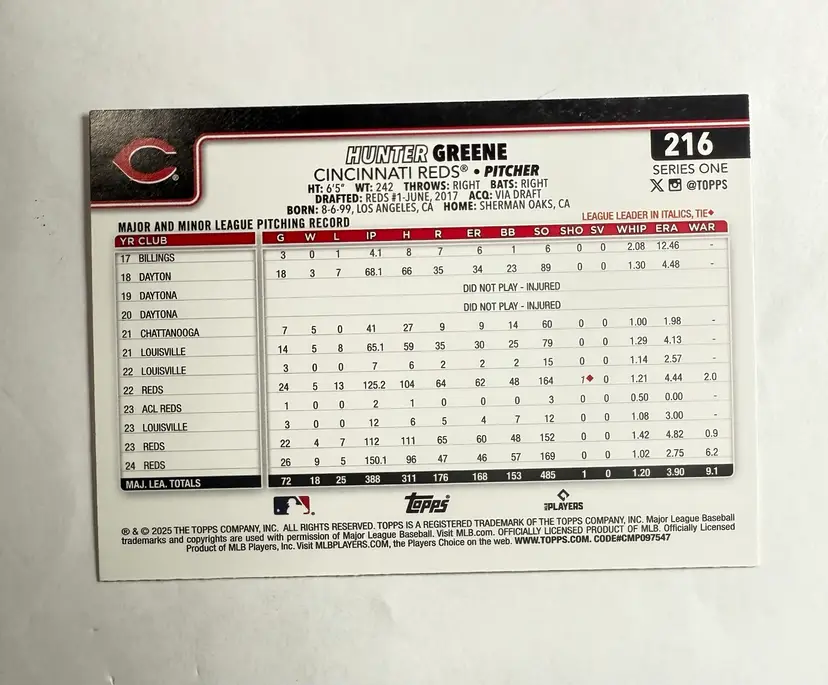 C
216
HUNTER GREENE
SERIES ONE
CINCINNATI REDS® • PITCHER
X @TOPPS
HT: 6'5" WT: 242 THROWS: RIGHT BATS: RIGHT
DRAFTED: REDS #1-JUNE, 2017 ACQ: VIA DRAFT
BORN: 8-6-99, LOS ANGELES, CA HOME: SHERMAN OAKS, CA
MAJOR AND MINOR LEAGUE PITCHING RECORD LEAGUE LEADER IN ITALICS, TIE♦
YR CLUB G W L IP H R ER BB SO SHO SV WHIP ERA WAR
17 BILLINGS 3 0 1 4.1 8 7 6 1 6 0 0 2.08 12.46 -
18 DAYTON 18 3 7 68.1 66 35 34 23 89 0 0 1.30 4.48 -
19 DAYTONA DID NOT PLAY - INJURED
20 DAYTONA DID NOT PLAY - INJURED
21 CHATTANOOGA 7 5 0 41 27 9 9 14 60 0 0 1.00 1.98 -
21 LOUISVILLE 14 5 8 65.1 59 35 30 25 79 0 0 1.29 4.13 -
22 LOUISVILLE 3 0 0 7 6 2 2 2 15 0 0 1.14 2.57 -
22 REDS 24 5 13 125.2 104 64 62 48 164 1♦ 0 1.21 4.44 2.0
23 ACL REDS 1 0 0 2 1 0 0 0 3 0 0 0.50 0.00 -
23 LOUISVILLE 3 0 0 12 6 5 4 7 12 0 0 1.08 3.00 -
23 REDS 22 4 7 112 111 65 60 48 152 0 0 1.42 4.82 0.9
24 REDS 26 9 5 150.1 96 47 46 57 169 0 0 1.02 2.75 6.2
MAJ. LEA. TOTALS 72 18 25 388 311 176 168 153 485 1 0 1.20 3.90 9.1
Topps MLB PLAYERS
® & © 2025 THE TOPPS COMPANY, INC. ALL RIGHTS RESERVED. TOPPS IS A REGISTERED TRADEMARK OF THE TOPPS COMPANY, INC. Major League Baseball
trademarks and copyrights are used with permission of Major League Baseball. Visit MLB.com. OFFICIALLY LICENSED PRODUCT OF MLB. Officially Licensed
Product of MLB Players, Inc. Visit MLBPLAYERS.COM, the Players Choice on the web. WWW.TOPPS.COM. CODE#CMP097547